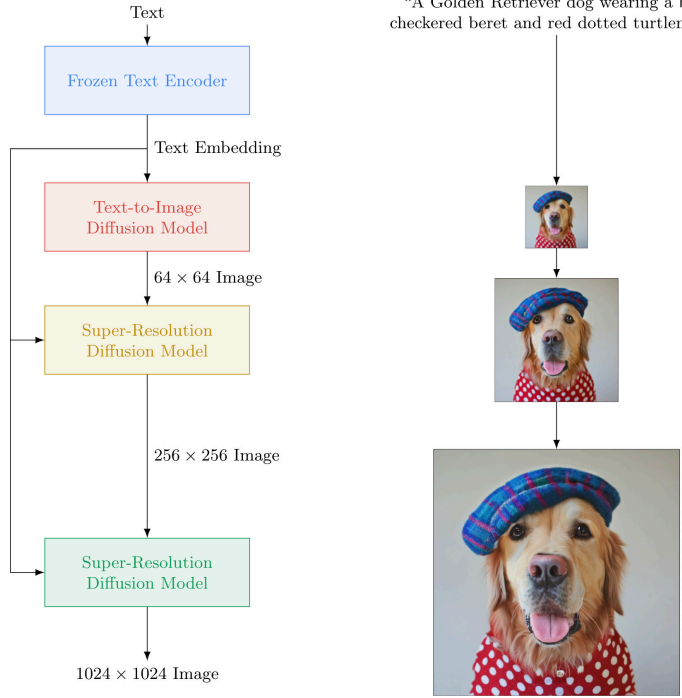 Text
Frozen Text Encoder
Text Embedding
Text-to-Image
Diffusion Model
64 × 64 Image
Super-Resolution
Diffusion Model
256 × 256 Image
Super-Resolution
Diffusion Model
1024 × 1024 Image
“A Golden Retriever dog wearing a
checkered beret and red dotted